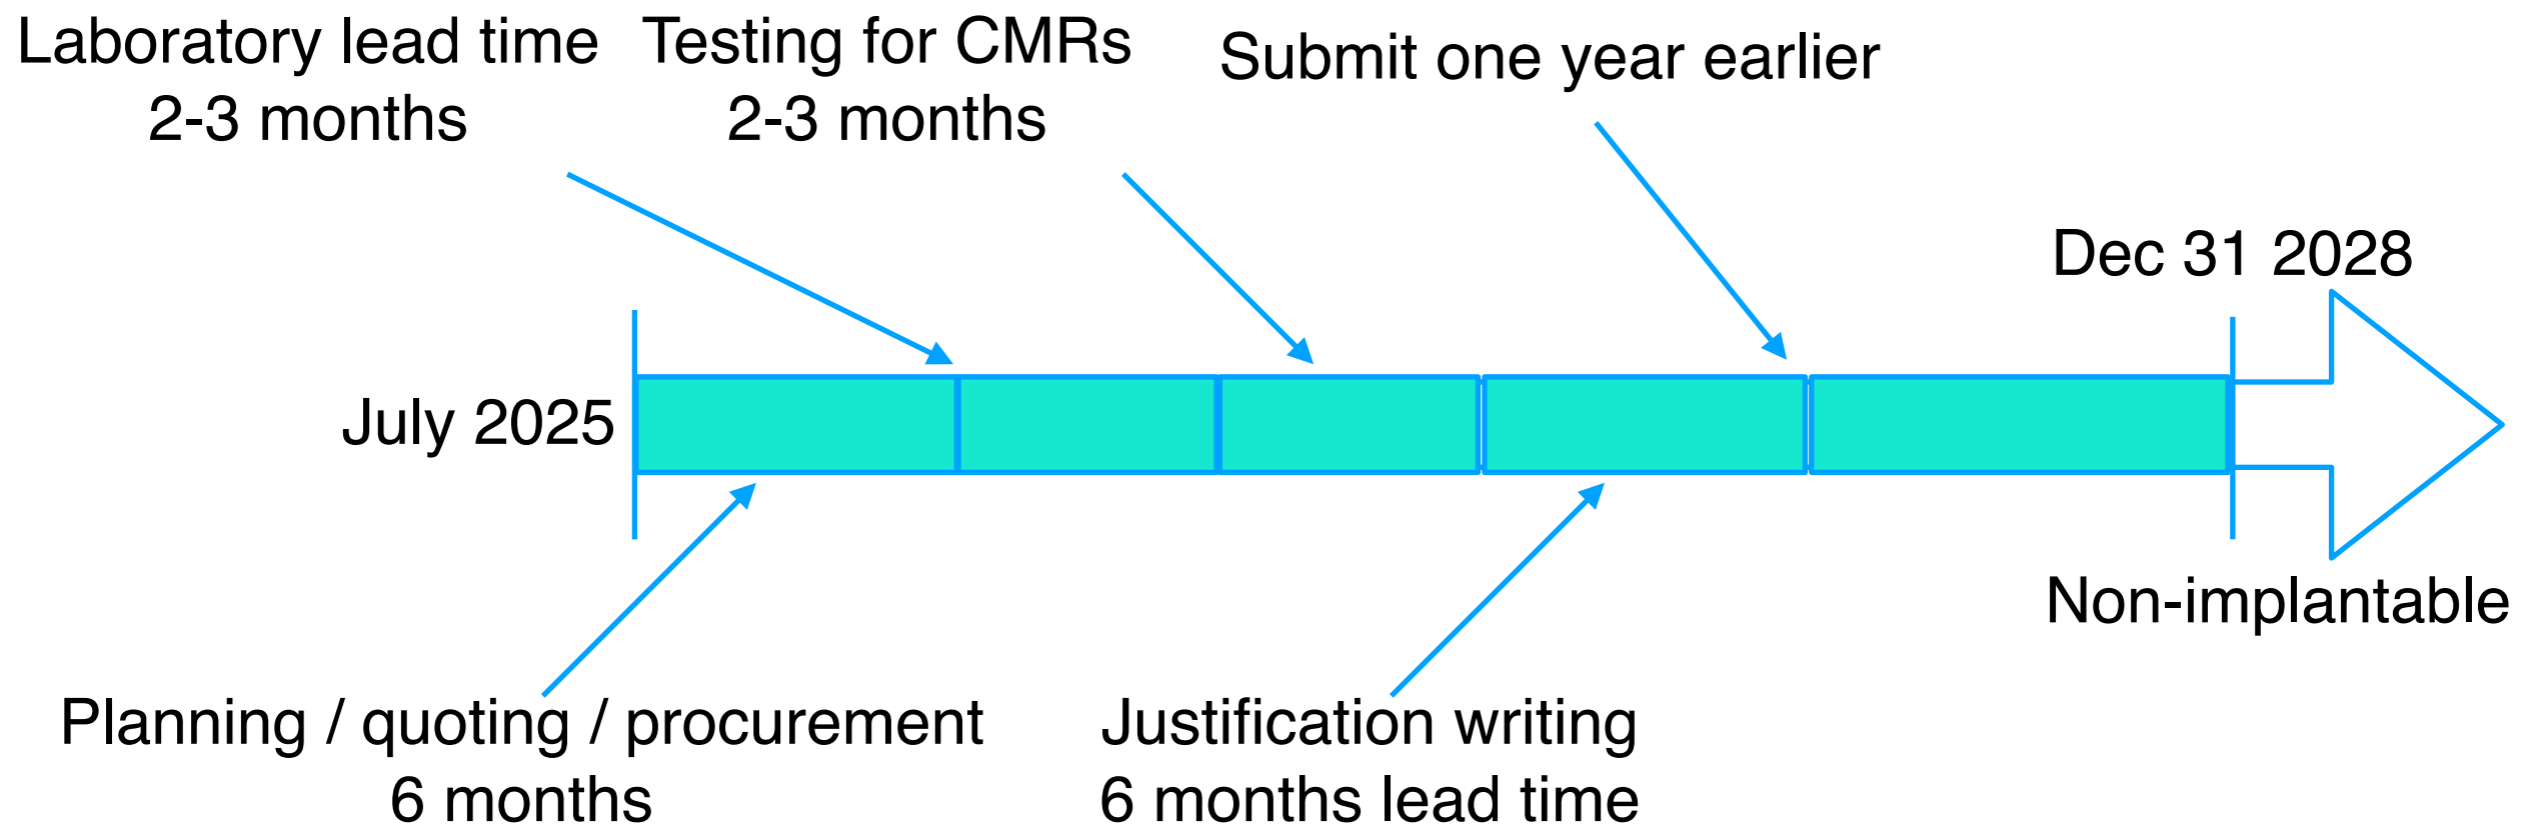 Laboratory lead time
2-3 months
Testing for CMRs
2-3 months
Submit one year earlier
Dec 31 2028
July 2025
Non-implantable
Planning / quoting / procurement
6 months
Justification writing
6 months lead time